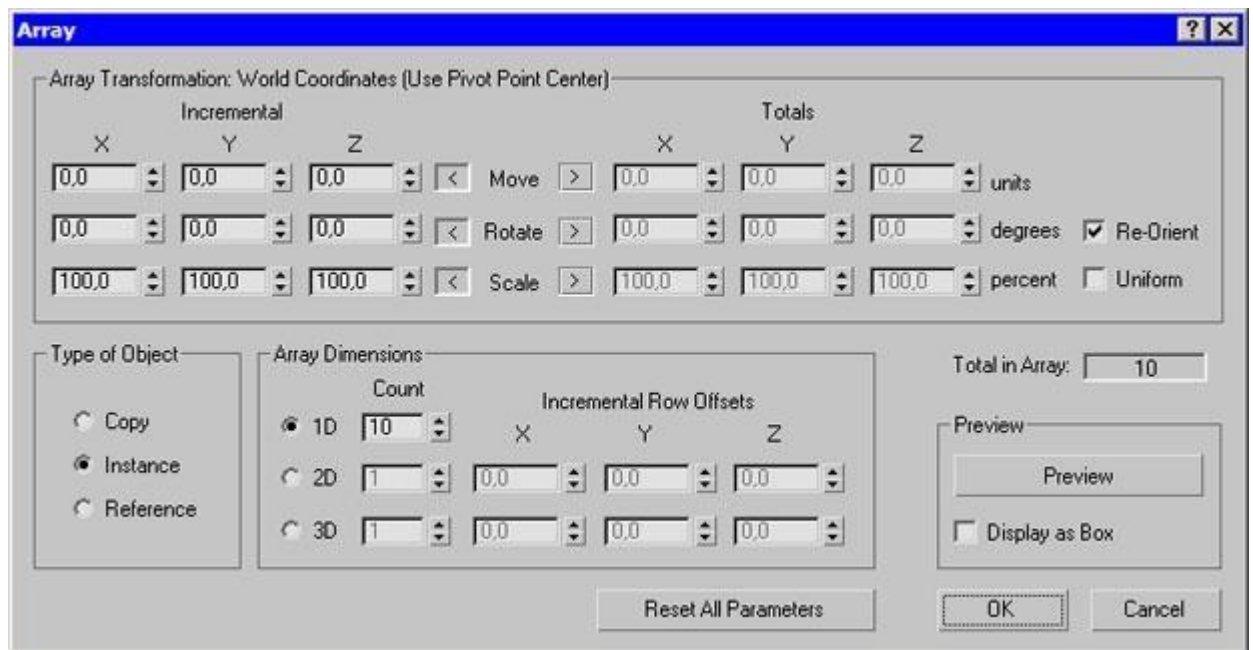 Array
Array Transformation: World Coordinates (Use Pivot Point Center)
Incremental Totals
X Y Z X Y Z
0,0 0,0 0,0 < Move > 0,0 0,0 0,0 units
0,0 0,0 0,0 < Rotate > 0,0 0,0 0,0 degrees Re-Orient
100,0 100,0 100,0 < Scale > 100,0 100,0 100,0 percent Uniform
Type of Object
Copy
Instance
Reference
Array Dimensions
Count Incremental Row Offsets
1D 10 X Y Z
2D 1 0,0 0,0 0,0
3D 1 0,0 0,0 0,0
Total in Array: 10
Preview
Preview
Display as Box
Reset All Parameters OK Cancel